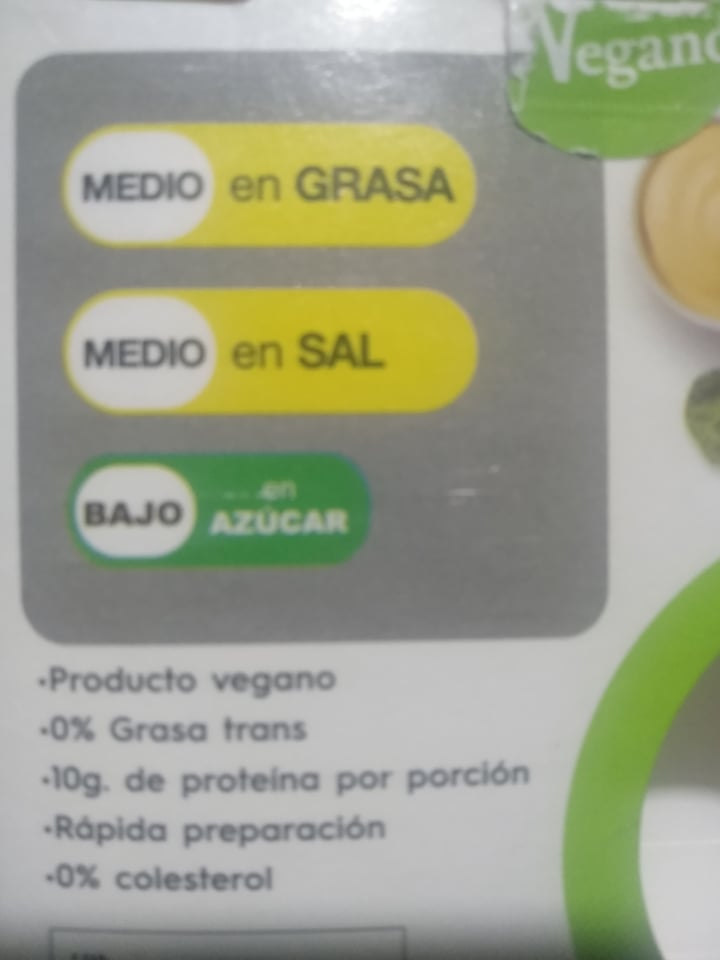 Vegano
MEDIO en GRASA
MEDIO en SAL
BAJO en
AZÚCAR
•Producto vegano
•0% Grasa trans
•10g. de proteína por porción
•Rápida preparación
•0% colesterol